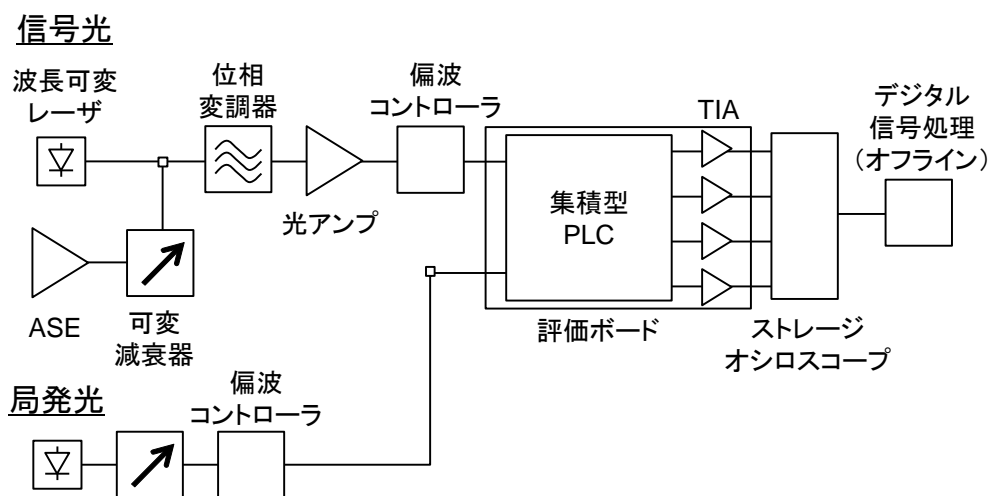 信号光
波長可変
レーザ
位相
変調器
偏波
コントローラ
光アンプ
TIA
デジタル
信号処理
（オフライン）
集積型
PLC
ASE
可変
減衰器
評価ボード
ストレージ
オシロスコープ
局発光
偏波
コントローラ